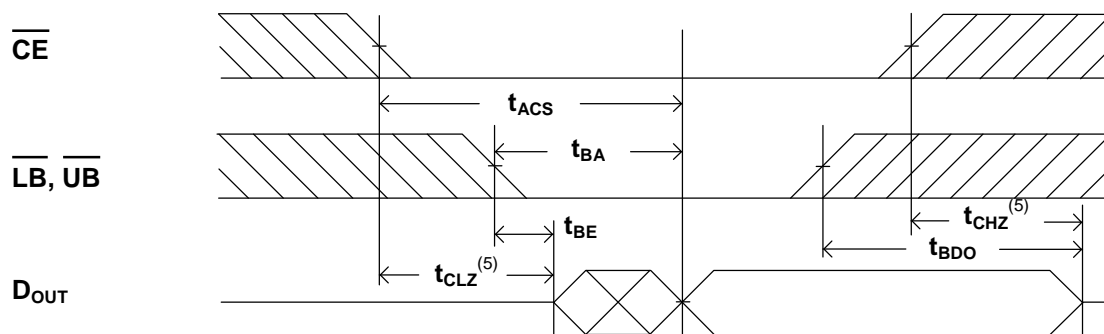 CE
tACS
LB, UB
tBA
tCHZ(5)
tBE
tBDO
tCLZ(5)
DOUT